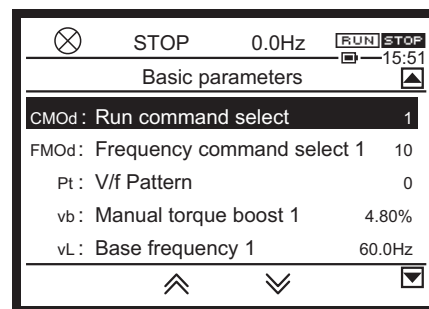 STOP 0.0Hz RUN STOP
15:51
Basic parameters
CMOd: Run command select 1
FMOd: Frequency command select 1 10
Pt: V/f Pattern 0
vb: Manual torque boost 1 4.80%
vL: Base frequency 1 60.0Hz